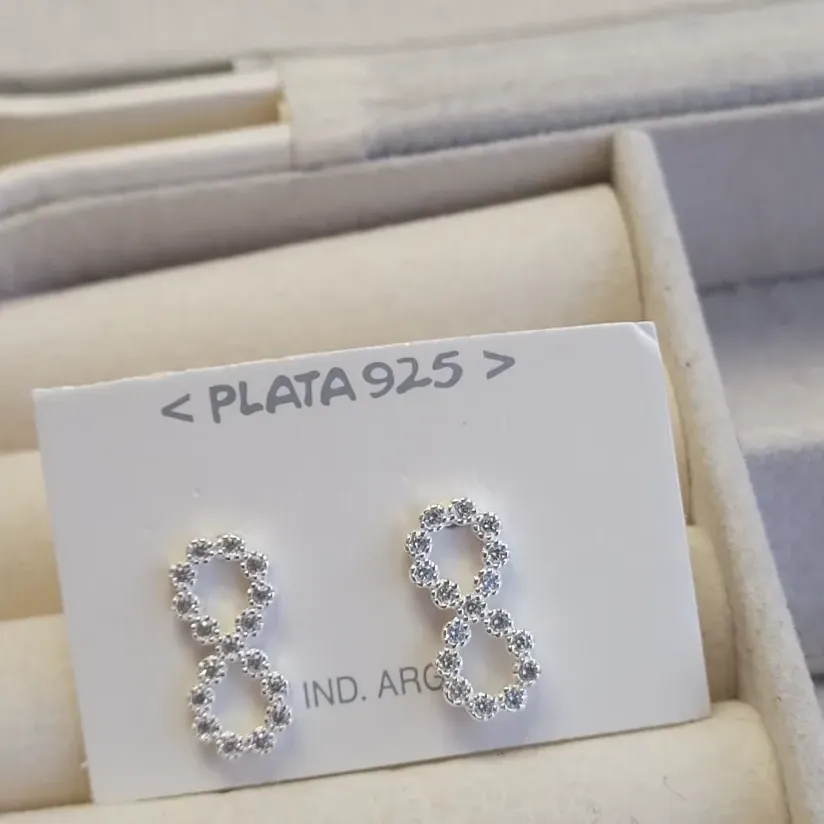 < PLATA 925 >
IND. ARG